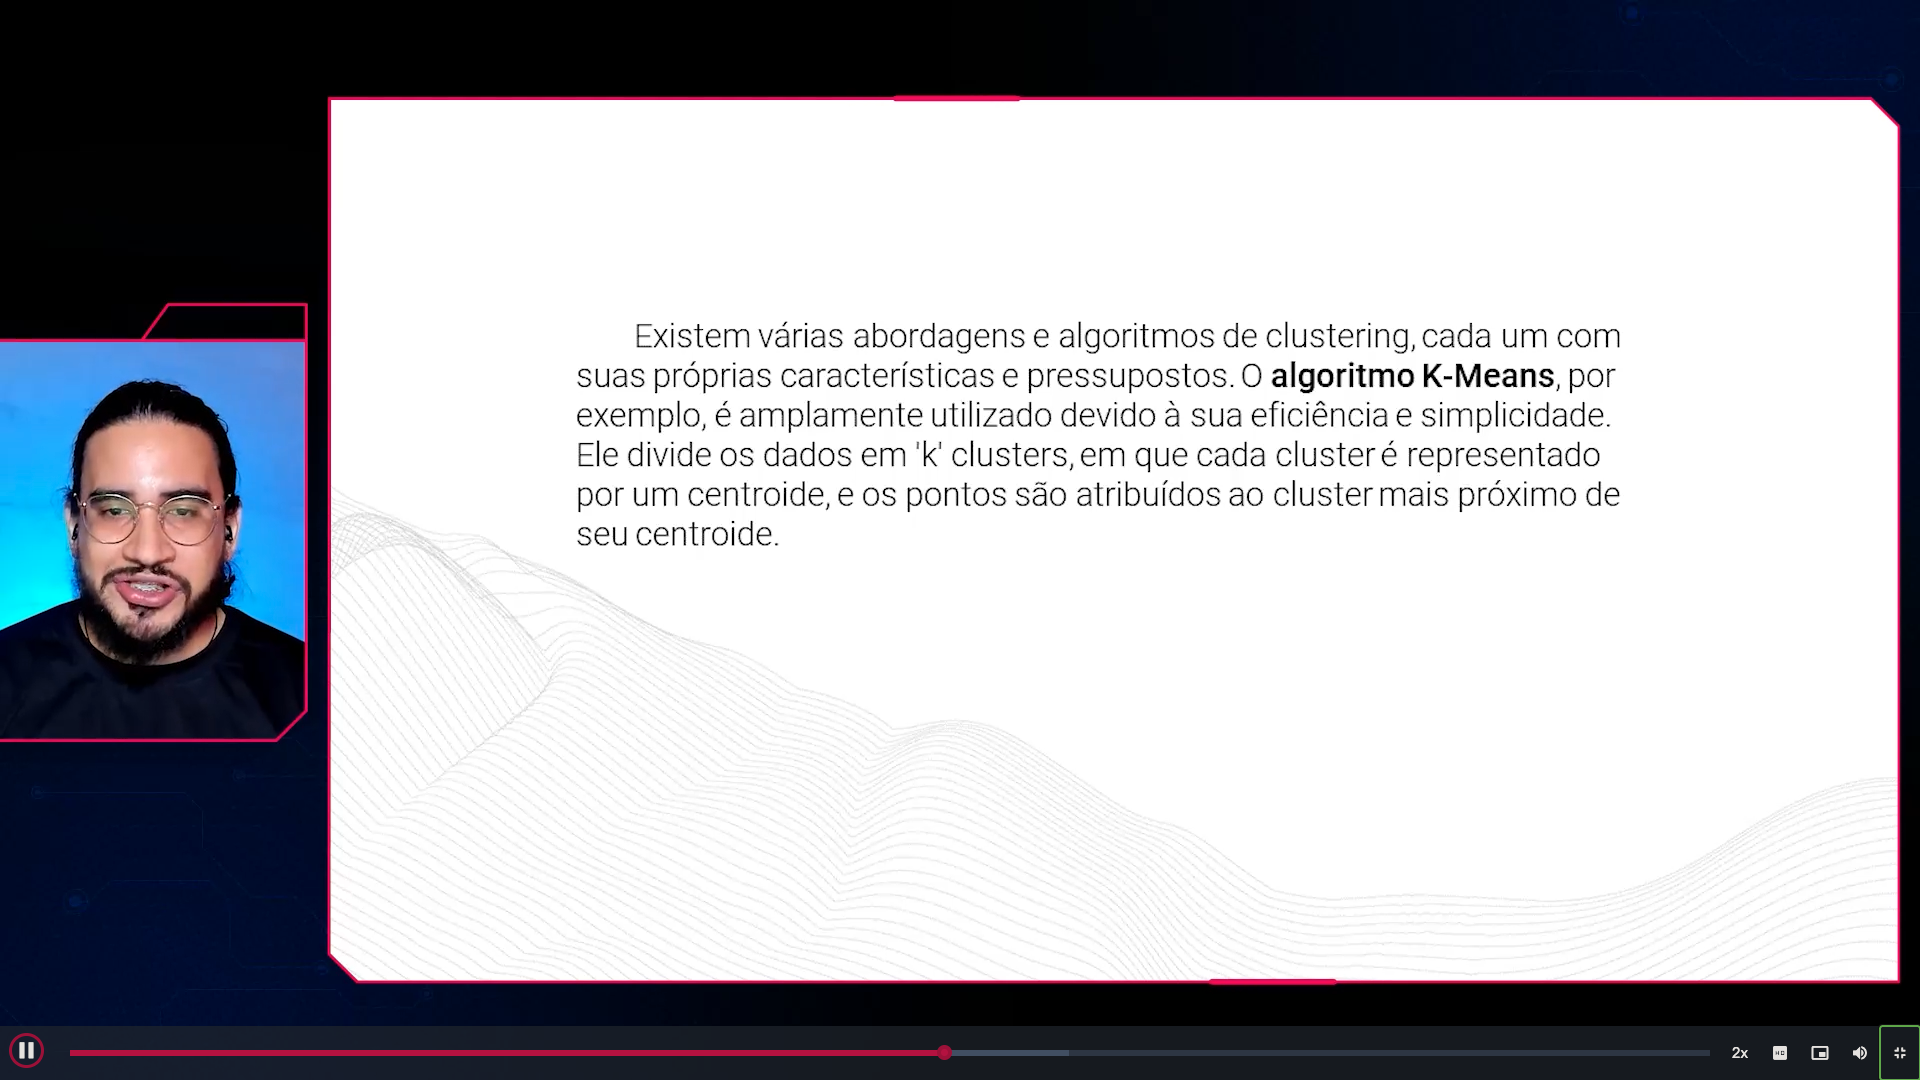 Existem várias abordagens e algoritmos de clustering, cada um com
suas próprias características e pressupostos. O algoritmo K-Means, por
exemplo, é amplamente utilizado devido à sua eficiência e simplicidade.
Ele divide os dados em 'k' clusters, em que cada cluster é representado
por um centroide, e os pontos são atribuídos ao cluster mais próximo de
seu centroide.
2x
HD